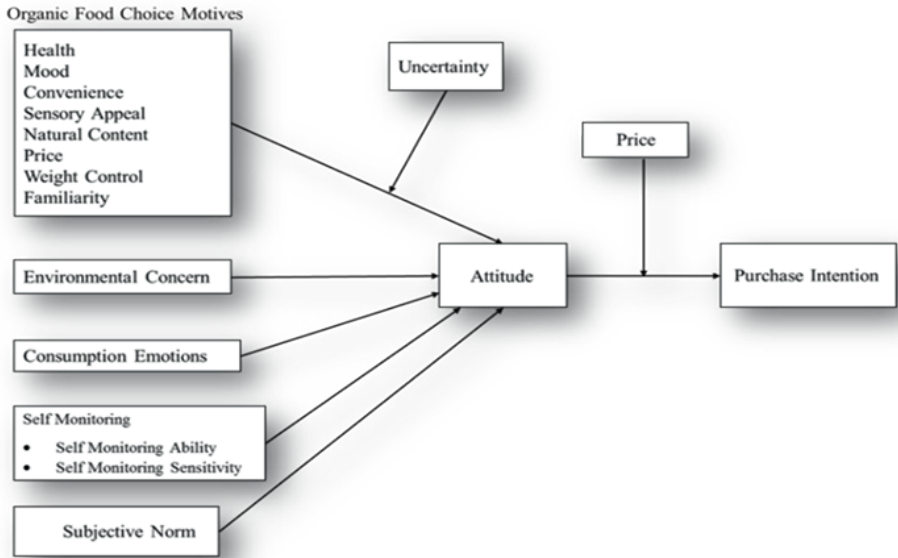 Organic Food Choice Motives
Health
Mood
Convenience
Sensory Appeal
Natural Content
Price
Weight Control
Familiarity
Uncertainty
Price
Environmental Concern
Attitude
Purchase Intention
Consumption Emotions
Self Monitoring
• Self Monitoring Ability
• Self Monitoring Sensitivity
Subjective Norm